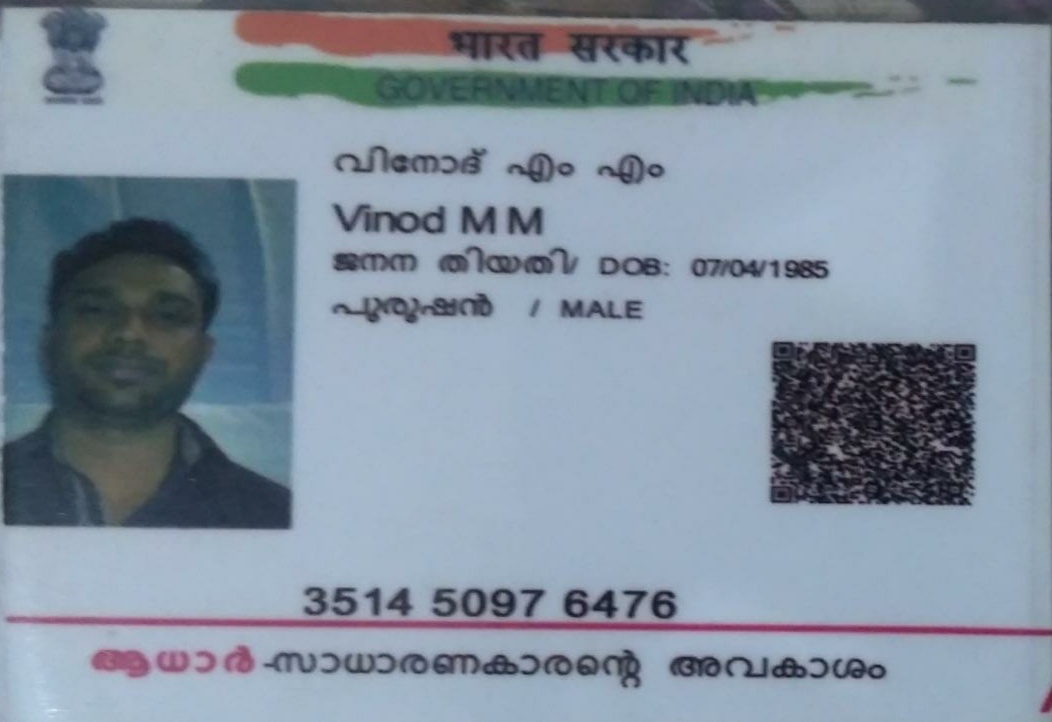 भारत सरकार
GOVERNMENT OF INDIA
വിനോദ് എം എം
Vinod M M
ജനന തിയതി/ DOB: 07/04/1985
പുരുഷൻ / MALE
3514 5097 6476
ആധാർ-സാധാരണകാരന്റെ അവകാശം